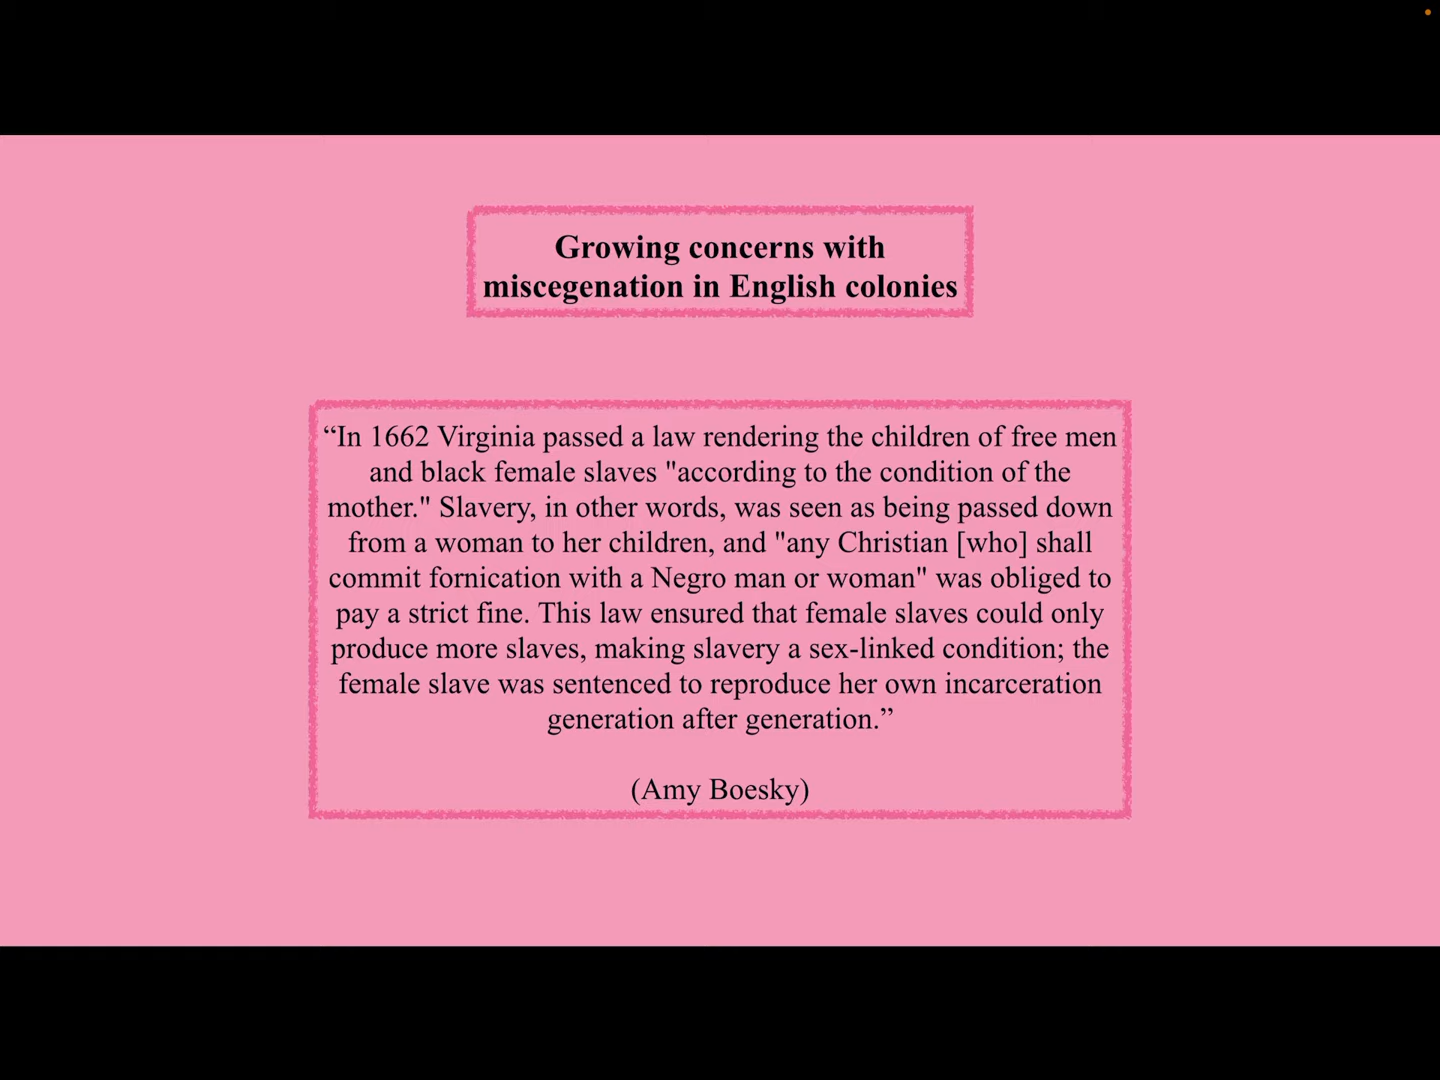 Growing concerns with
miscegenation in English colonies
“In 1662 Virginia passed a law rendering the children of free men
and black female slaves "according to the condition of the
mother." Slavery, in other words, was seen as being passed down
from a woman to her children, and "any Christian [who] shall
commit fornication with a Negro man or woman" was obliged to
pay a strict fine. This law ensured that female slaves could only
produce more slaves, making slavery a sex-linked condition; the
female slave was sentenced to reproduce her own incarceration
generation after generation.”
(Amy Boesky)